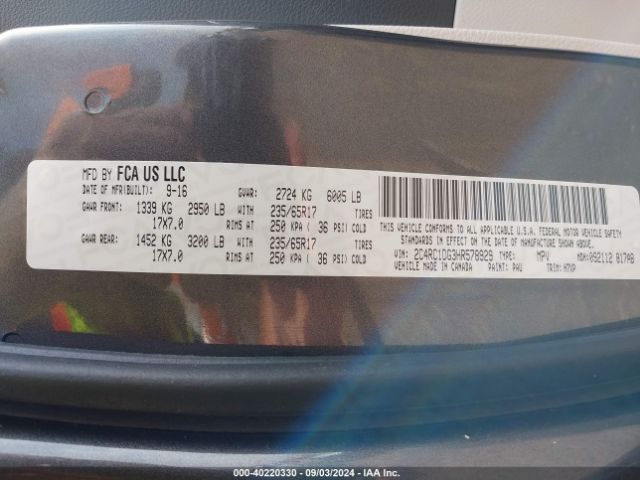 MFD BY FCA US LLC
DATE OF MFR(BUILT): 9-16 GVWR: 2724 KG 6005 LB
GAWR FRONT: 1339 KG 2950 LB WITH 235/65R17 TIRES
17X7.0 RIMS AT 250 KPA ( 36 PSI) COLD
GAWR REAR: 1452 KG 3200 LB WITH 235/65R17 TIRES
17X7.0 RIMS AT 250 KPA ( 36 PSI) COLD
THIS VEHICLE CONFORMS TO ALL APPLICABLE U.S.A. FEDERAL MOTOR VEHICLE SAFETY
STANDARDS IN EFFECT ON THE DATE OF MANUFACTURE SHOWN ABOVE.
VIN: 2C4RC1DG3HR578929 TYPE: MPV MDH: 092112 817AB
VEHICLE MADE IN CANADA PAINT: PAU TRIM:
000-40220330 - 09/03/2024 - IAA Inc.